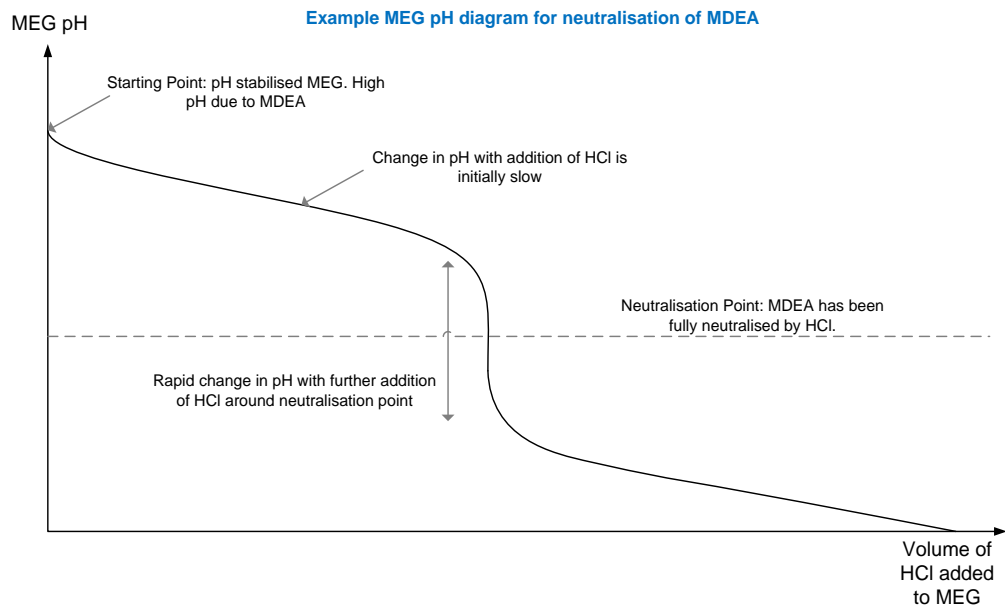 Example MEG pH diagram for neutralisation of MDEA
MEG pH
Starting Point: pH stabilised MEG. High
pH due to MDEA
Change in pH with addition of HCl is
initially slow
Neutralisation Point: MDEA has been
fully neutralised by HCl.
Rapid change in pH with further addition
of HCl around neutralisation point
Volume of
HCl added
to MEG